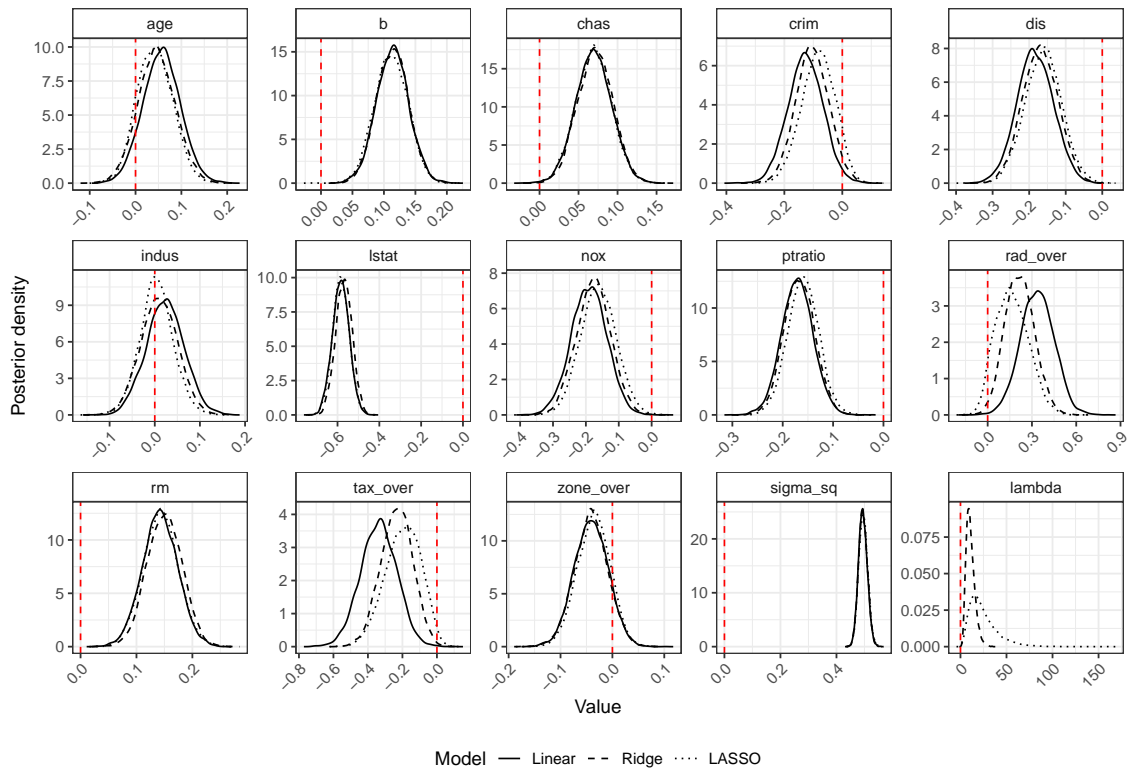 age b chas crim dis
10.0 7.5 5.0 2.5 0.0
−0.1 0.0 0.1 0.2
15 10 5 0
0.00 0.05 0.10 0.15 0.20
15 10 5 0
0.00 0.05 0.10 0.15
6 4 2 0
−0.4 −0.2 0.0
8 6 4 2 0
−0.4 −0.3 −0.2 −0.1 0.0
indus lstat nox ptratio rad_over
9 6 3 0
−0.1 0.0 0.1 0.2
10.0 7.5 5.0 2.5 0.0
−0.6 −0.4 −0.2 0.0
8 6 4 2 0
−0.4 −0.3 −0.2 −0.1 0.0
10 5 0
−0.3 −0.2 −0.1 0.0
3 2 1 0
0.0 0.3 0.6 0.9
rm tax_over zone_over sigma_sq lambda
10 5 0
0.0 0.1 0.2
4 3 2 1 0
−0.8 −0.6 −0.4 −0.2 0.0
10 5 0
−0.2 −0.1 0.0 0.1
20 10 0
0.0 0.2 0.4
0.075 0.050 0.025 0.000
0 50 100 150
Posterior density
Value
Model Linear Ridge LASSO